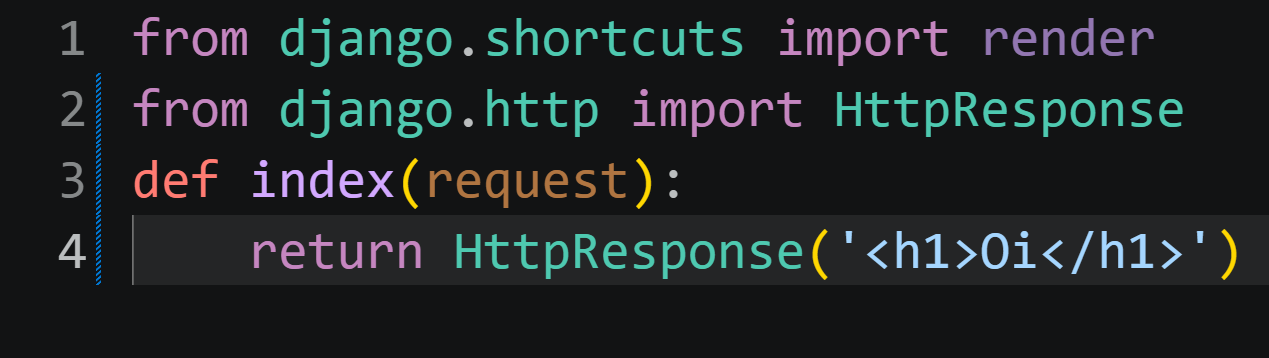 1 from django.shortcuts import render
2 from django.http import HttpResponse
3 def index(request):
4     return HttpResponse('<h1>Oi</h1>')